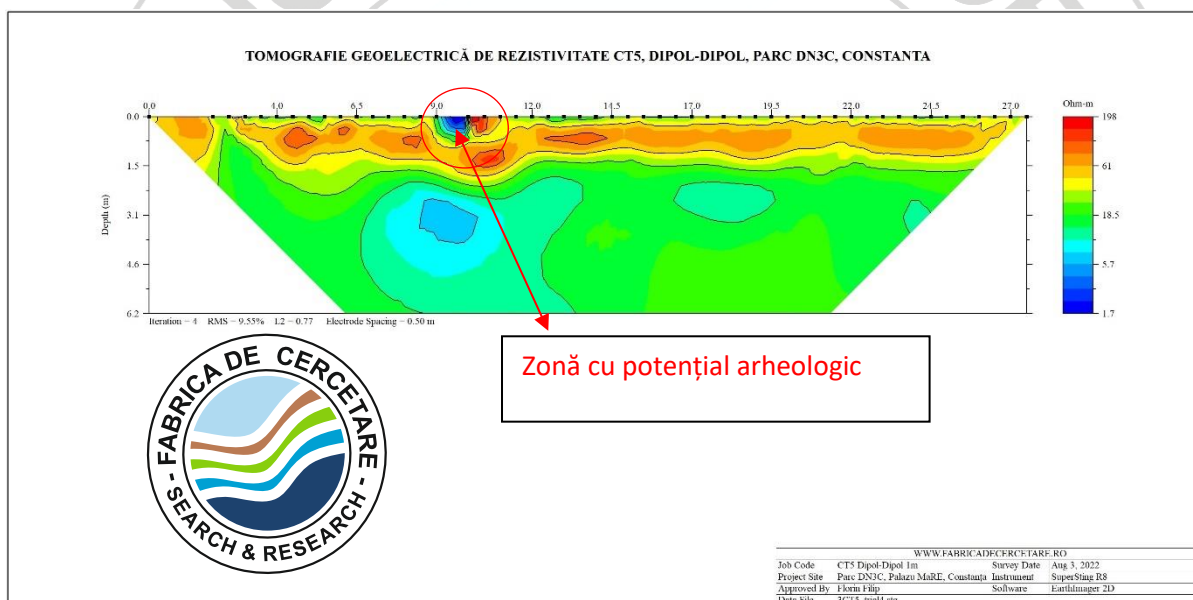 TOMOGRAFIE GEOELECTRICĂ DE REZISTIVITATE CT5, DIPOL-DIPOL, PARC DN3C, CONSTANTA
0.0 4.0 6.5 9.0 12.0 14.5 17.0 19.5 22.0 24.5 27.0
Ohm-m
0.0
1.5
3.1
4.6
6.2
Depth (m)
198
61
18.5
5.7
1.7
Iteration = 4 RMS = 9.55% L2 = 0.77 Electrode Spacing = 0.50 m
Zonă cu potențial arheologic
FABRICA DE CERCETARE
- SEARCH & RESEARCH -
WWW.FABRICADECERCETARE.RO
Job Code CT5 Dipol-Dipol 1m Survey Date Aug 3, 2022
Project Site Parc DN3C, Palazu MaRE, Constanța Instrument SuperSting R8
Approved By Florin Filip Software EarthImager 2D
Data File